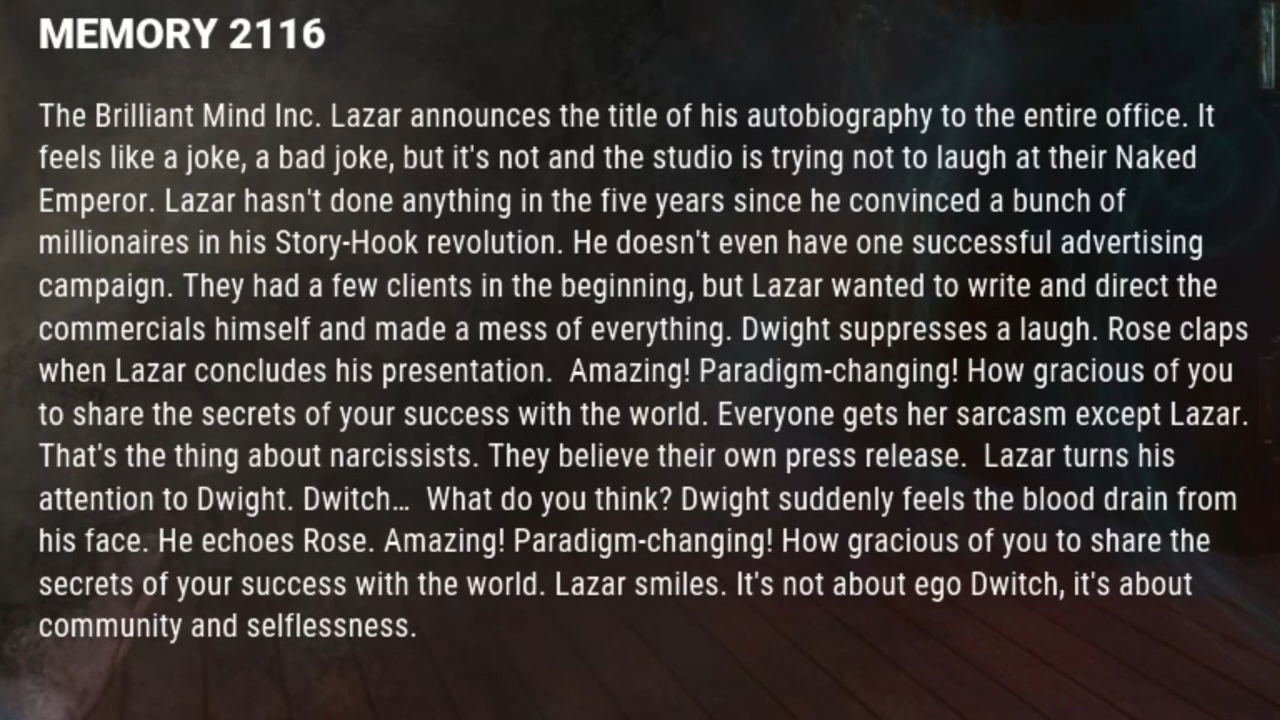 MEMORY 2116
The Brilliant Mind Inc. Lazar announces the title of his autobiography to the entire office. It
feels like a joke, a bad joke, but it's not and the studio is trying not to laugh at their Naked
Emperor. Lazar hasn't done anything in the five years since he convinced a bunch of
millionaires in his Story-Hook revolution. He doesn't even have one successful advertising
campaign. They had a few clients in the beginning, but Lazar wanted to write and direct the
commercials himself and made a mess of everything. Dwight suppresses a laugh. Rose claps
when Lazar concludes his presentation.  Amazing! Paradigm-changing! How gracious of you
to share the secrets of your success with the world. Everyone gets her sarcasm except Lazar.
That's the thing about narcissists. They believe their own press release.  Lazar turns his
attention to Dwight. Dwitch…  What do you think? Dwight suddenly feels the blood drain from
his face. He echoes Rose. Amazing! Paradigm-changing! How gracious of you to share the
secrets of your success with the world. Lazar smiles. It's not about ego Dwitch, it's about
community and selflessness.